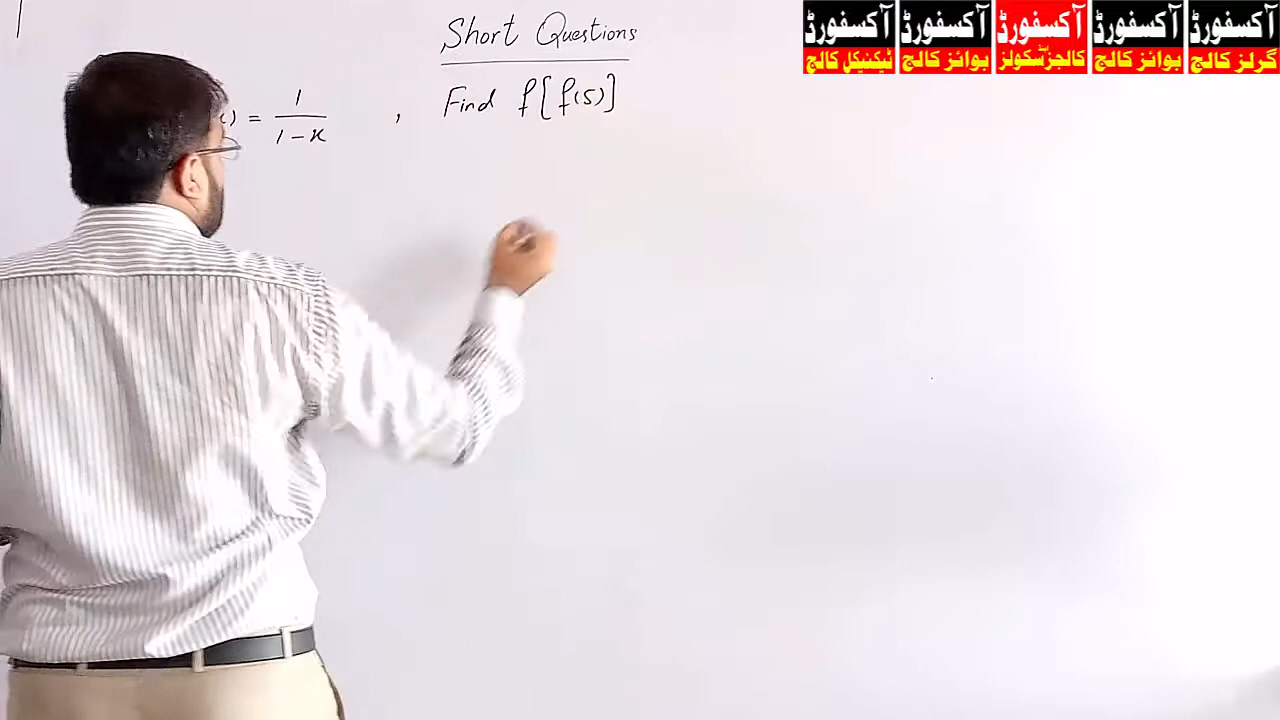 Short Questions
) = 1 / 1 - x , Find f[f(5)]
آکسفورڈ آکسفورڈ آکسفورڈ آکسفورڈ آکسفورڈ
گرلز کالج بوائز کالج کالجز اینڈ سکولز بوائز کالج ٹیکنیکل کالج